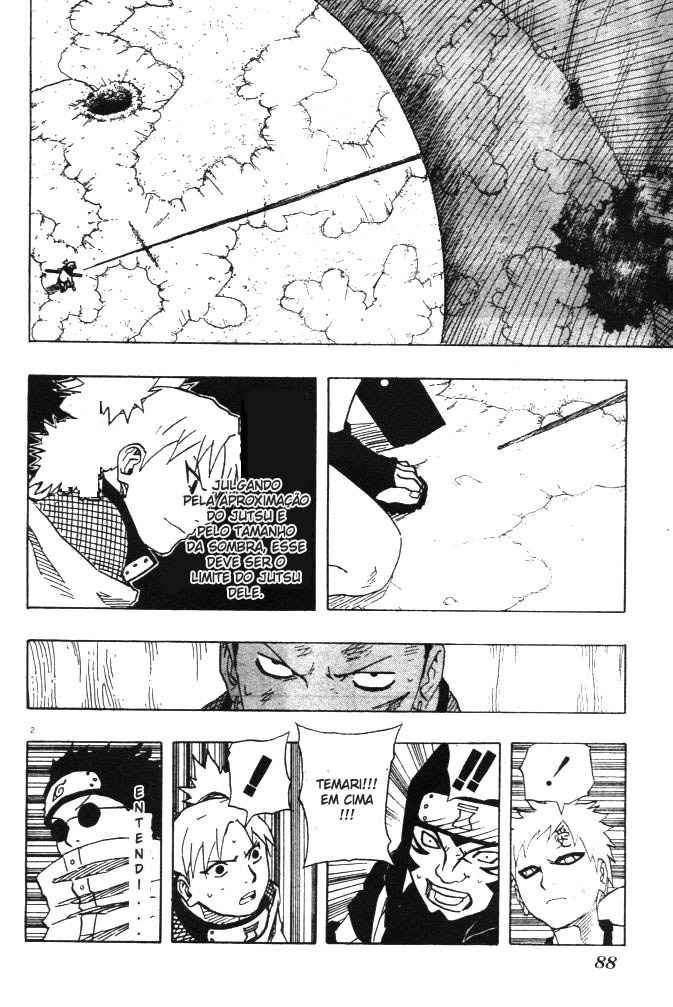 JULGANDO
PELA APROXIMAÇÃO
DO JUTSU E
PELO TAMANHO
DA SOMBRA, ESSE
DEVE SER O
LIMITE DO JUTSU
DELE.
2
ENTENDI...
!
TEMARI!!!
EM CIMA
!!!
!!
!
88